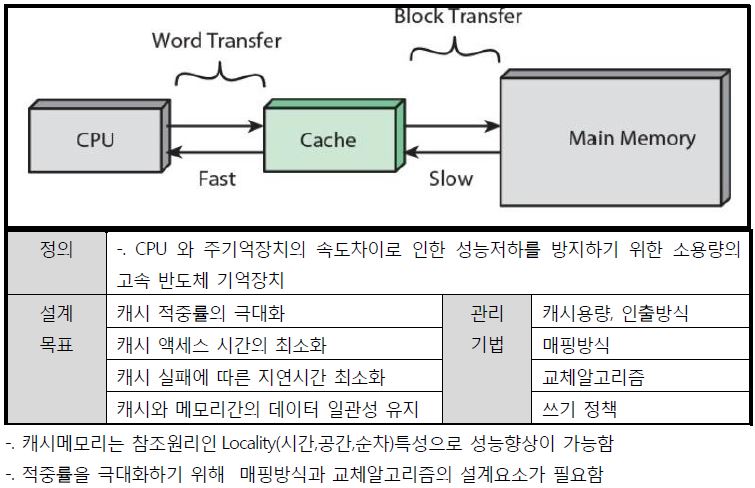 Block Transfer
Word Transfer
CPU
Cache
Main Memory
Fast
Slow
정의
-. CPU 와 주기억장치의 속도차이로 인한 성능저하를 방지하기 위한 소용량의
고속 반도체 기억장치
설계
목표
캐시 적중률의 극대화
캐시 액세스 시간의 최소화
캐시 실패에 따른 지연시간 최소화
캐시와 메모리간의 데이터 일관성 유지
관리
기법
캐시용량, 인출방식
매핑방식
교체알고리즘
쓰기 정책
-. 캐시메모리는 참조원리인 Locality(시간,공간,순차)특성으로 성능향상이 가능함
-. 적중률을 극대화하기 위해 매핑방식과 교체알고리즘의 설계요소가 필요함